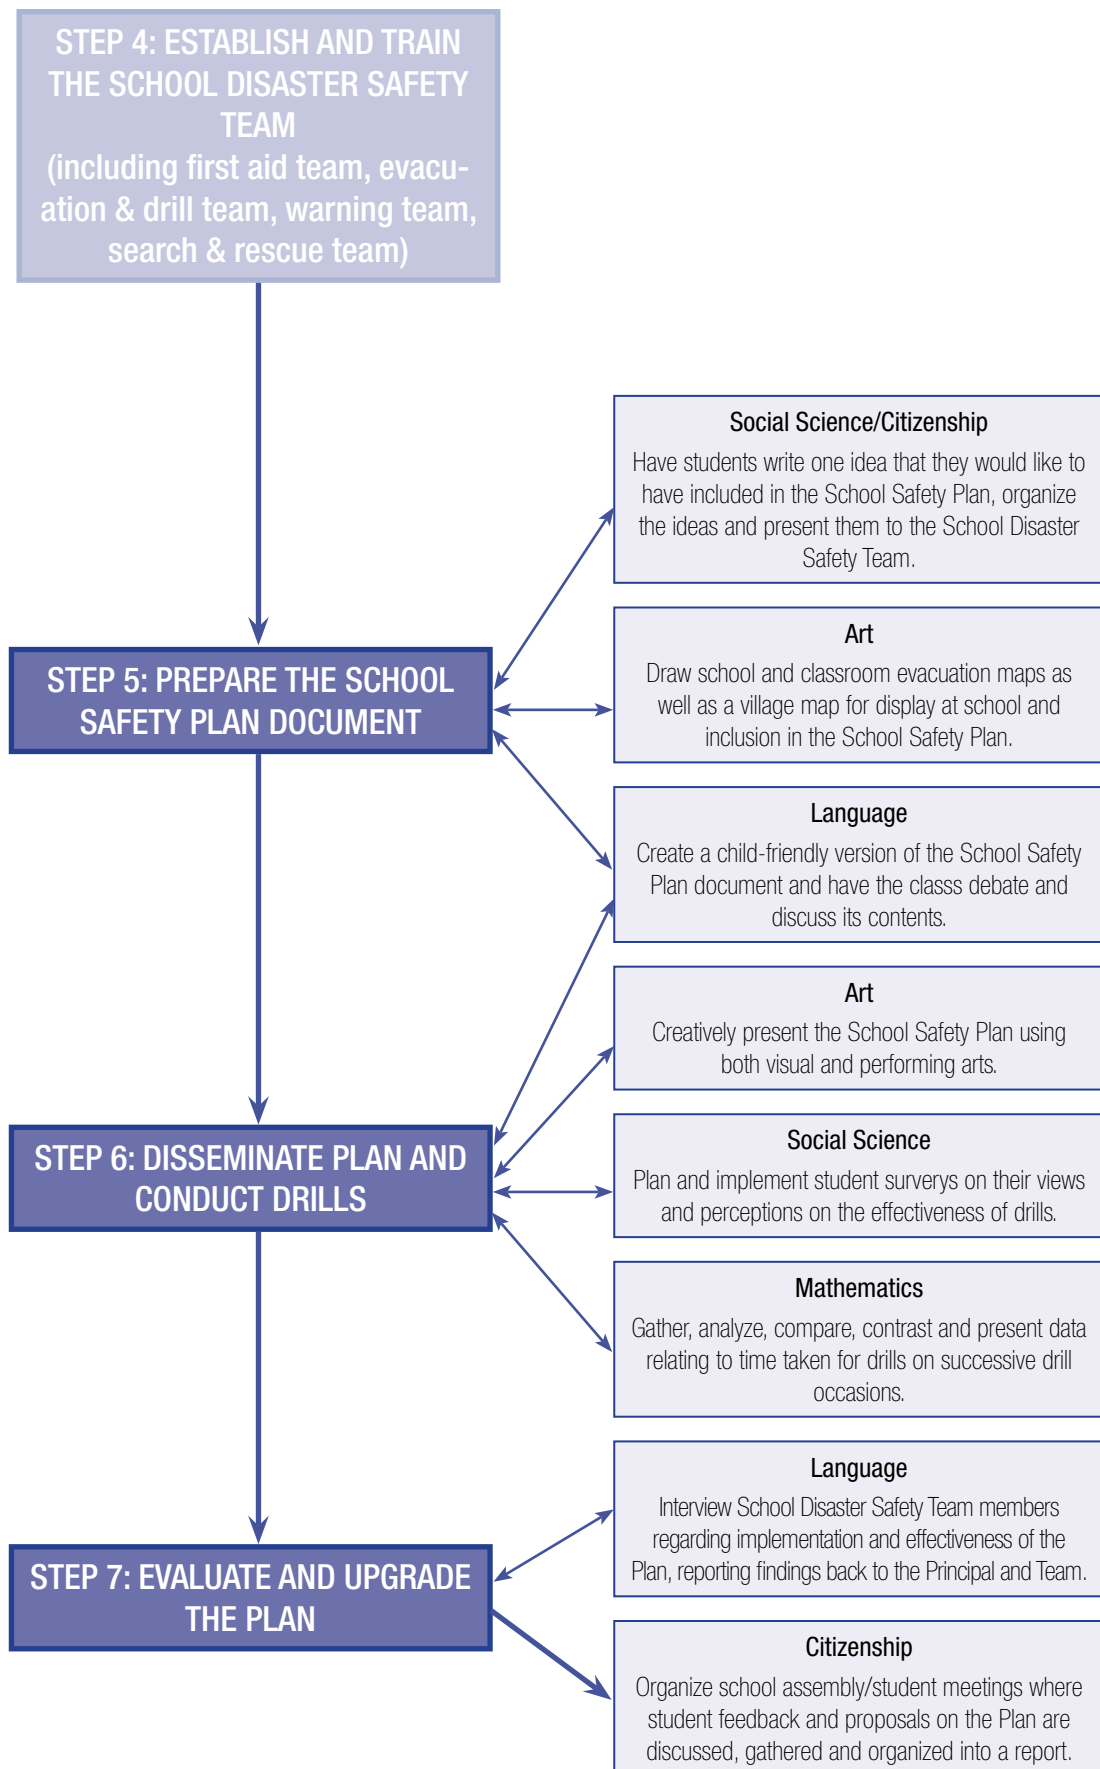 STEP 4: ESTABLISH AND TRAIN
THE SCHOOL DISASTER SAFETY
TEAM
(including first aid team, evacu-
ation & drill team, warning team,
search & rescue team)
Social Science/Citizenship
Have students write one idea that they would like to
have included in the School Safety Plan, organize
the ideas and present them to the School Disaster
Safety Team.
STEP 5: PREPARE THE SCHOOL
SAFETY PLAN DOCUMENT
Art
Draw school and classroom evacuation maps as
well as a village map for display at school and
inclusion in the School Safety Plan.
Language
Create a child-friendly version of the School Safety
Plan document and have the classs debate and
discuss its contents.
Art
Creatively present the School Safety Plan using
both visual and performing arts.
STEP 6: DISSEMINATE PLAN AND
CONDUCT DRILLS
Social Science
Plan and implement student surverys on their views
and perceptions on the effectiveness of drills.
Mathematics
Gather, analyze, compare, contrast and present data
relating to time taken for drills on successive drill
occasions.
Language
Interview School Disaster Safety Team members
regarding implementation and effectiveness of the
Plan, reporting findings back to the Principal and Team.
STEP 7: EVALUATE AND UPGRADE
THE PLAN
Citizenship
Organize school assembly/student meetings where
student feedback and proposals on the Plan are
discussed, gathered and organized into a report.